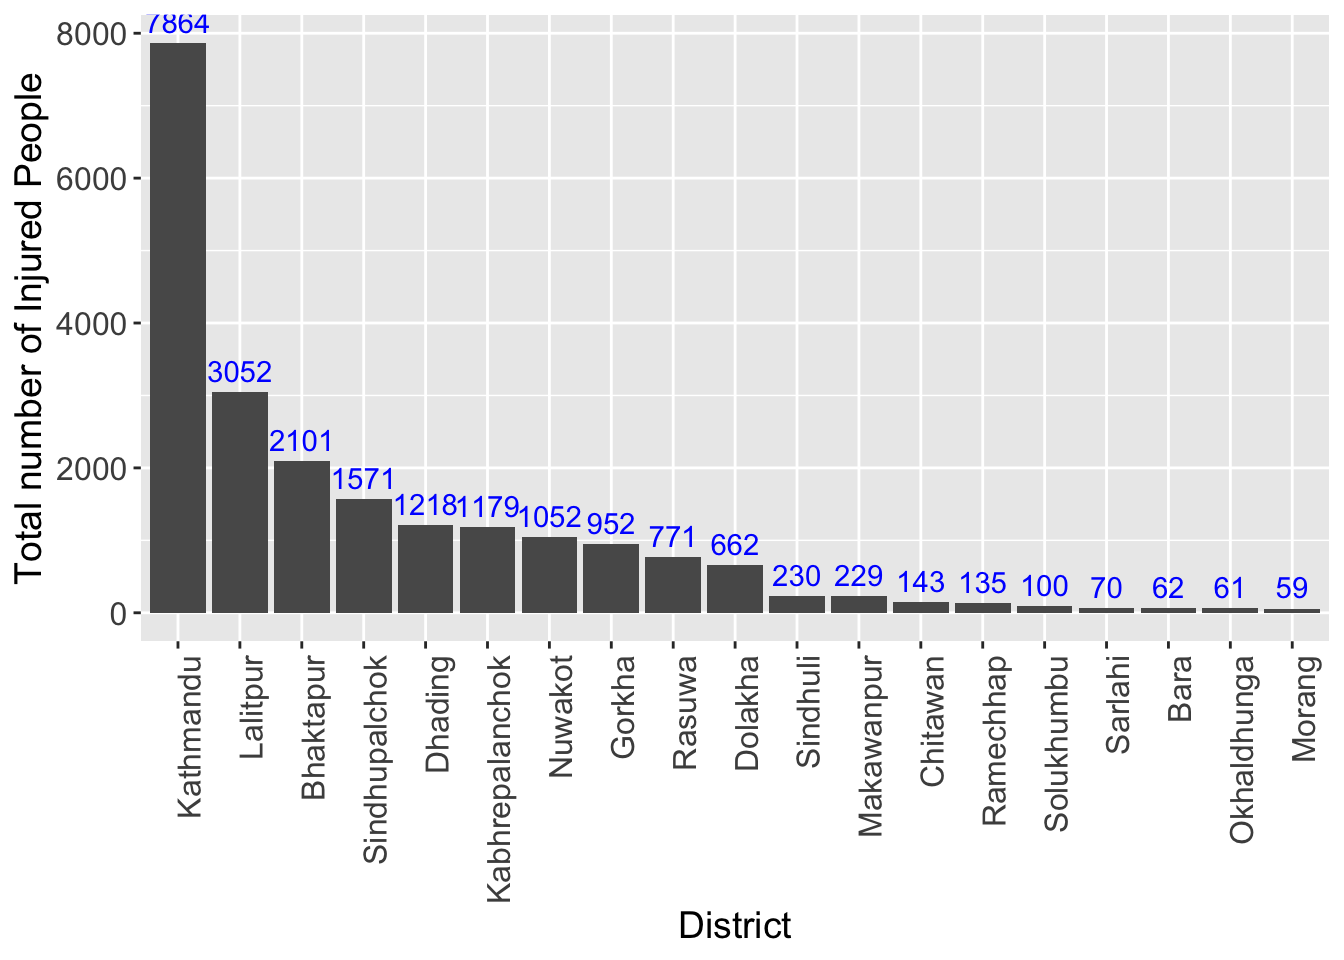 Total number of Injured People
8000
6000
4000
2000
0
7864
3052
2101
1571
1218
1179
1052
952
771
662
230
229
143
135
100
70
62
61
59
Kathmandu
Lalitpur
Bhaktapur
Sindhupalchok
Dhading
Kabhrepalanchok
Nuwakot
Gorkha
Rasuwa
Dolakha
Sindhuli
Makawanpur
Chitawan
Ramechhap
Solukhumbu
Sarlahi
Bara
Okhaldhunga
Morang
District